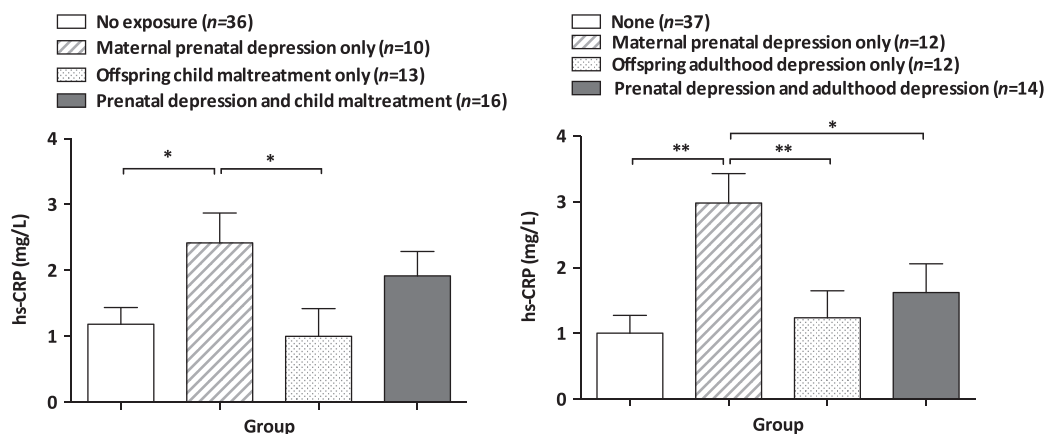 No exposure (n=36)
Maternal prenatal depression only (n=10)
Offspring child maltreatment only (n=13)
Prenatal depression and child maltreatment (n=16)
4
3
2
1
0
hs-CRP (mg/L)
*
*
Group
None (n=37)
Maternal prenatal depression only (n=12)
Offspring adulthood depression only (n=12)
Prenatal depression and adulthood depression (n=14)
4
3
2
1
0
hs-CRP (mg/L)
*
**
**
Group